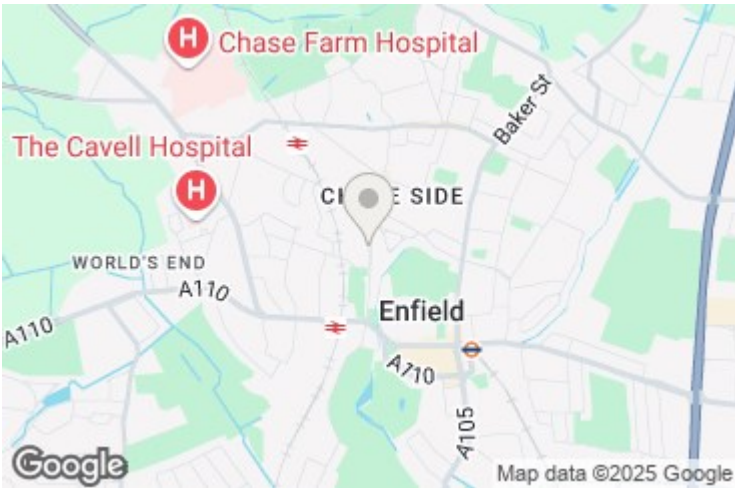 H Chase Farm Hospital
Baker St
The Cavell Hospital
H
SIDE
WORLD'S END
A110
A110
Enfield
A110
A105
Google
Map data ©2025 Google